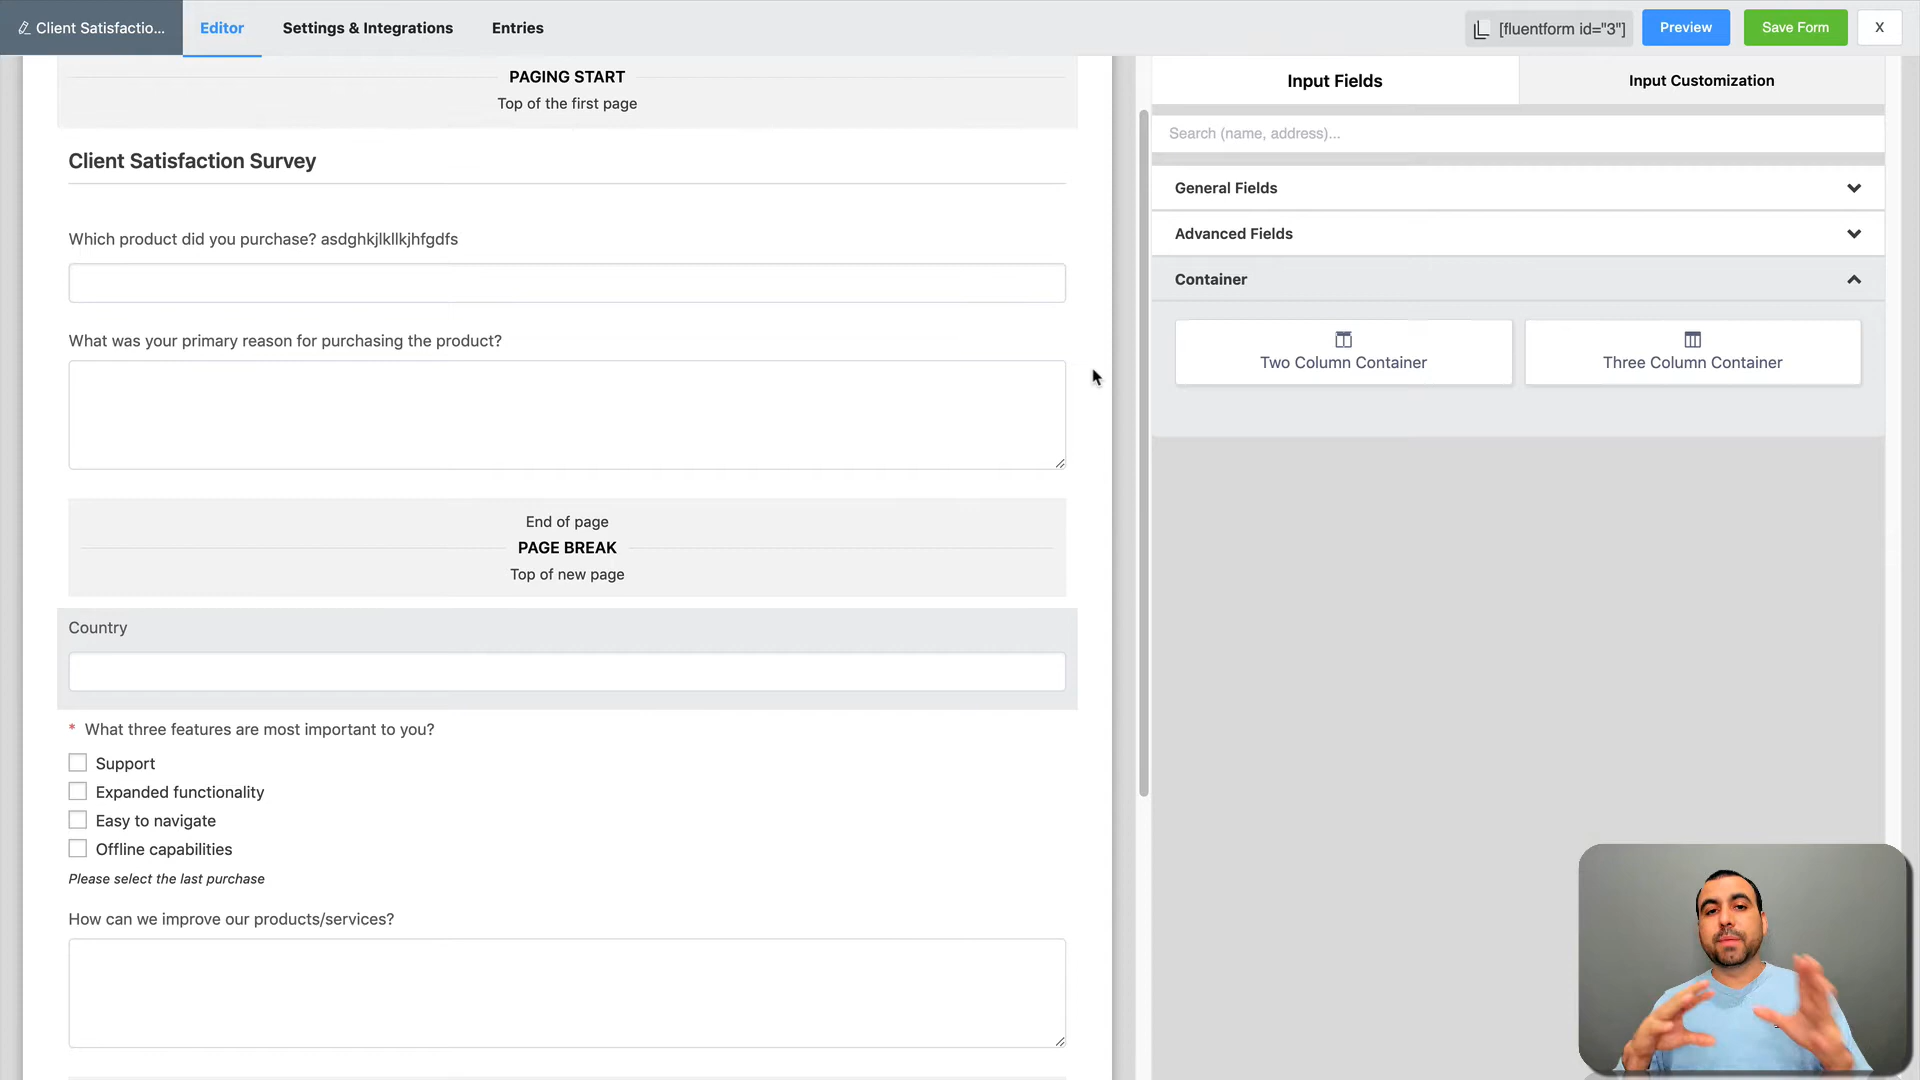 Client Satisfactio...
Editor
Settings & Integrations
Entries
[fluentform id="3"]
Preview
Save Form
X
PAGING START
Top of the first page
Client Satisfaction Survey
Which product did you purchase? asdghkjlkllkjhfgdfs
What was your primary reason for purchasing the product?
End of page
PAGE BREAK
Top of new page
Country
* What three features are most important to you?
Support
Expanded functionality
Easy to navigate
Offline capabilities
Please select the last purchase
How can we improve our products/services?
Input Fields
Input Customization
Search (name, address)...
General Fields
Advanced Fields
Container
Two Column Container
Three Column Container